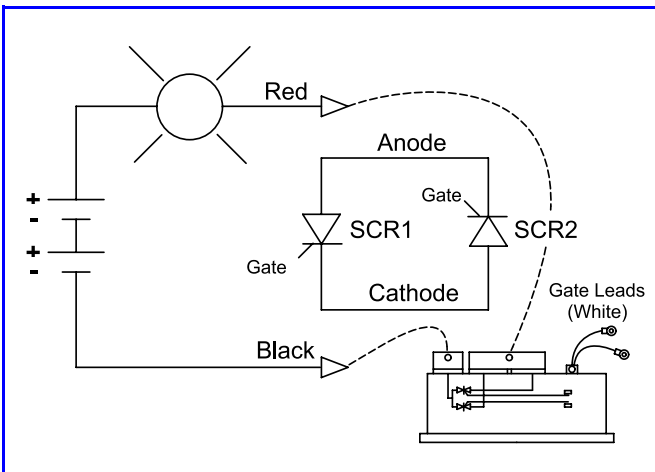 Red
Anode
Gate
+
-
SCR1
SCR2
+
-
Gate
Cathode
Gate Leads
(White)
Black